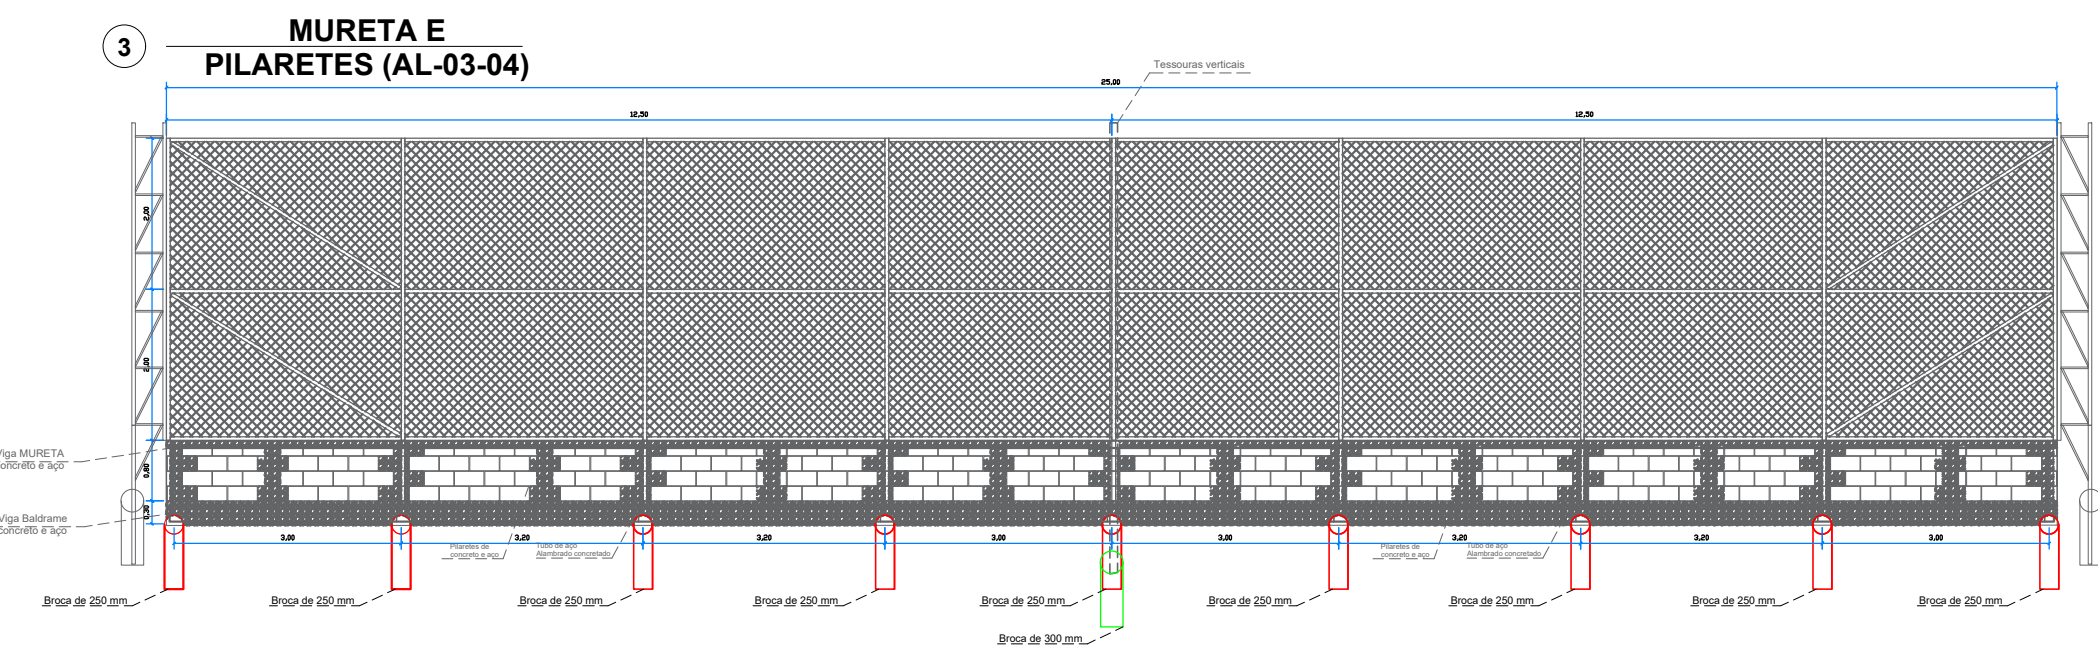 3
MURETA E
PILARETES (AL-03-04)
Tessouras verticais
25,00
12,50
12,50
2,00
2,00
0,80
0,30
Viga MURETA
concreto e aço
Viga Baldrame
concreto e aço
3,00
3,20
3,20
3,00
3,00
3,20
3,20
3,00
Pilaretes de
concreto e aço
Tubo de aço
Alambrado concretado
Pilaretes de
concreto e aço
Tubo de aço
Alambrado concretado
Broca de 250 mm
Broca de 250 mm
Broca de 250 mm
Broca de 250 mm
Broca de 250 mm
Broca de 250 mm
Broca de 250 mm
Broca de 250 mm
Broca de 250 mm
Broca de 300 mm